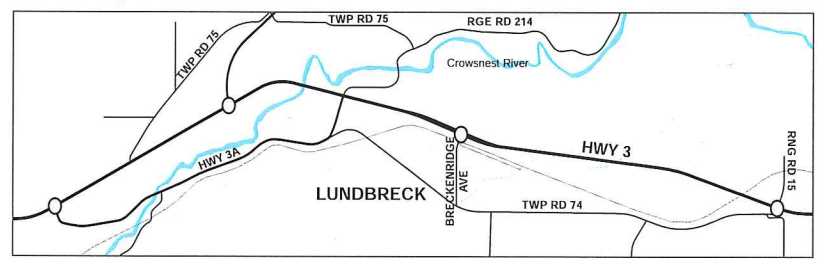 TWP RD 75
RGE RD 214
TWP RD 75
Crowsnest River
HWY 3
HWY 3A
BRECKENRIDGE
AVE
RNG RD 15
LUNDBRECK
TWP RD 74